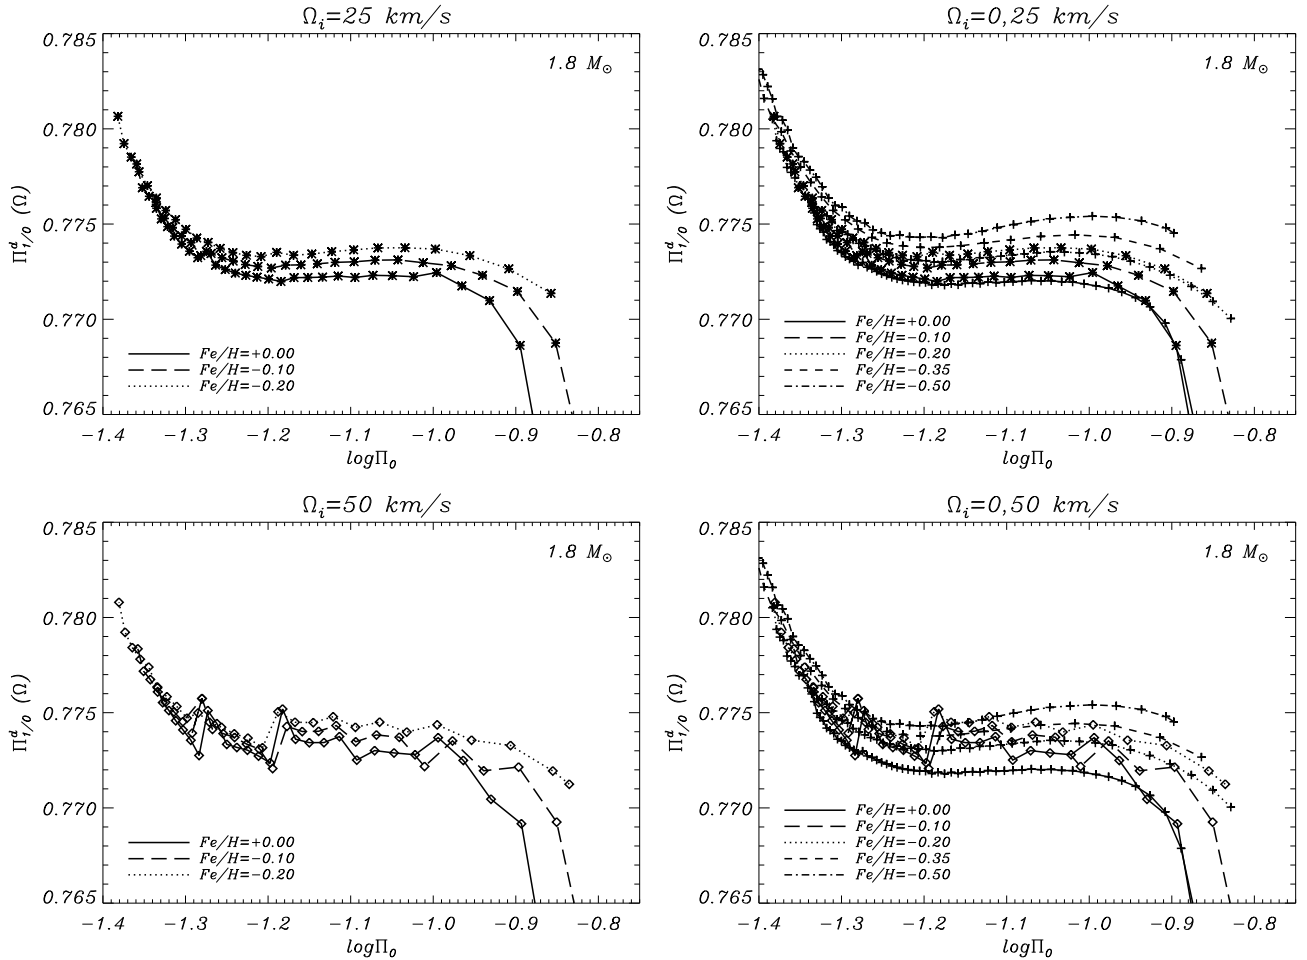 Ω_i=25 km/s
1.8 M_⊙
0.785
0.780
0.775
0.770
0.765
Π^d_{1/0} (Ω)
Fe/H=+0.00
Fe/H=−0.10
Fe/H=−0.20
−1.4 −1.3 −1.2 −1.1 −1.0 −0.9 −0.8
logΠ_0
Ω_i=0,25 km/s
1.8 M_⊙
0.785
0.780
0.775
0.770
0.765
Π^d_{1/0} (Ω)
Fe/H=+0.00
Fe/H=−0.10
Fe/H=−0.20
Fe/H=−0.35
Fe/H=−0.50
−1.4 −1.3 −1.2 −1.1 −1.0 −0.9 −0.8
logΠ_0
Ω_i=50 km/s
1.8 M_⊙
0.785
0.780
0.775
0.770
0.765
Π^d_{1/0} (Ω)
Fe/H=+0.00
Fe/H=−0.10
Fe/H=−0.20
−1.4 −1.3 −1.2 −1.1 −1.0 −0.9 −0.8
logΠ_0
Ω_i=0,50 km/s
1.8 M_⊙
0.785
0.780
0.775
0.770
0.765
Π^d_{1/0} (Ω)
Fe/H=+0.00
Fe/H=−0.10
Fe/H=−0.20
Fe/H=−0.35
Fe/H=−0.50
−1.4 −1.3 −1.2 −1.1 −1.0 −0.9 −0.8
logΠ_0